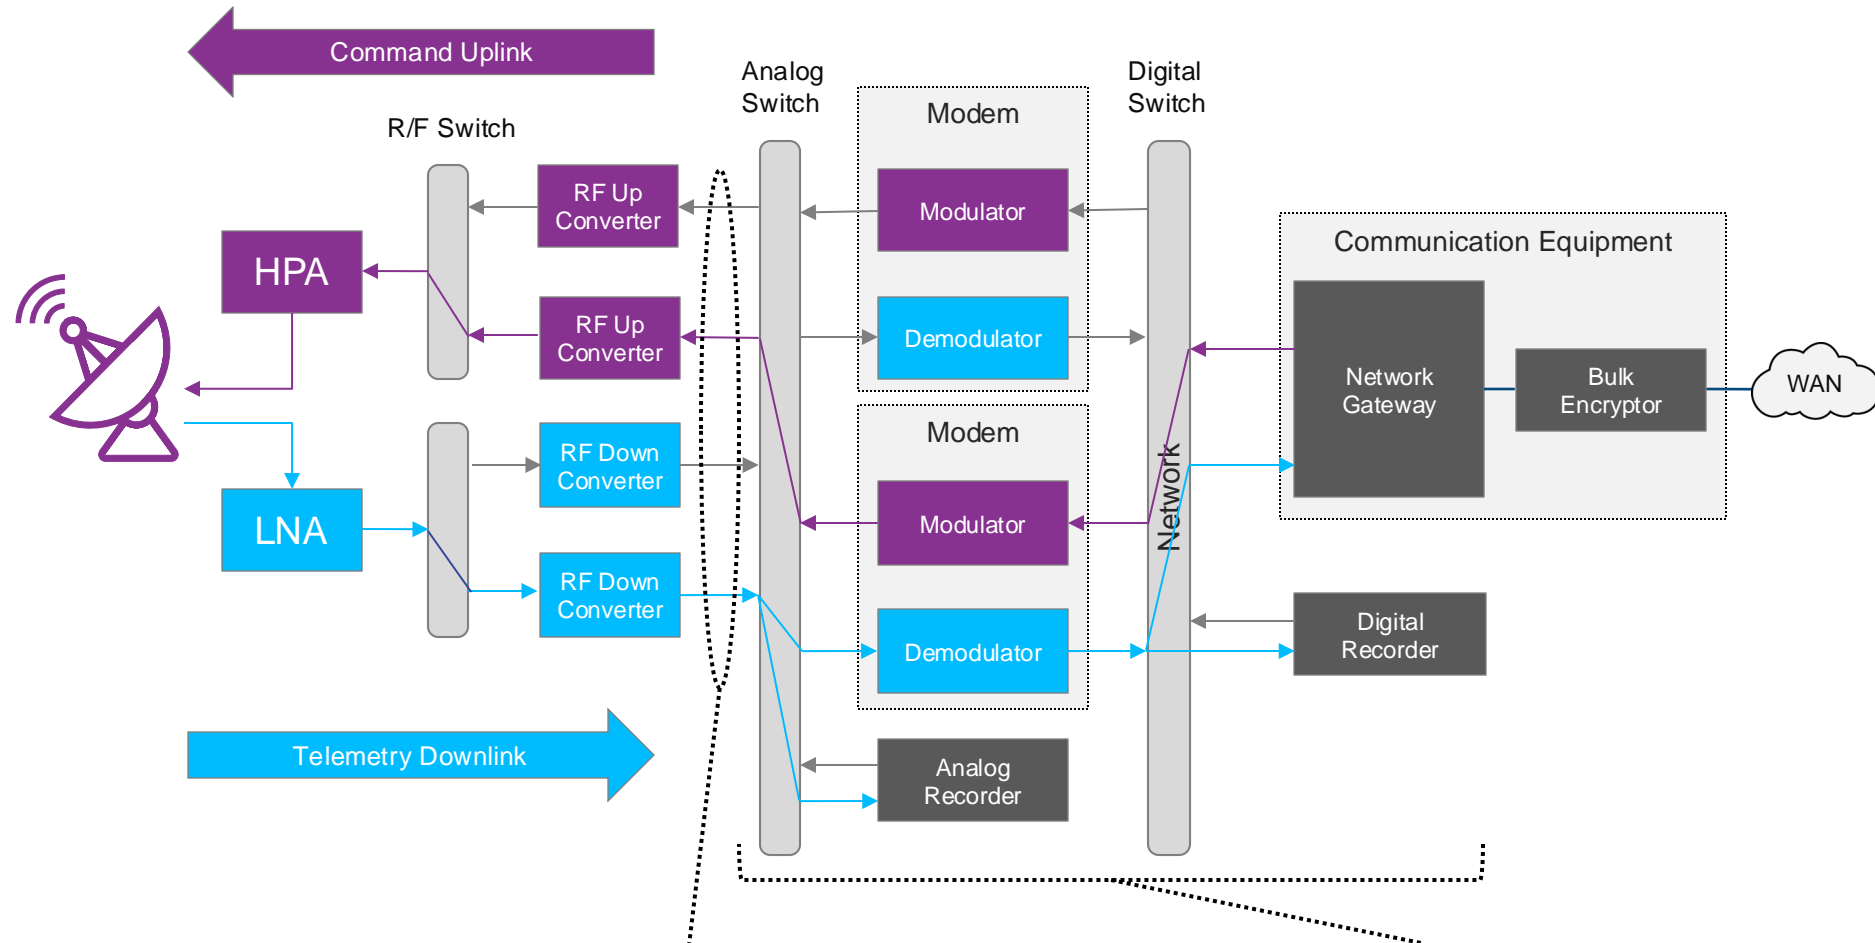 Command Uplink
Analog
Switch
Digital
Switch
R/F Switch
Modem
RF Up
Converter
Modulator
Communication Equipment
HPA
RF Up
Converter
Demodulator
Network
Gateway
Bulk
Encryptor
WAN
Modem
RF Down
Converter
Network
LNA
Modulator
RF Down
Converter
Demodulator
Digital
Recorder
Telemetry Downlink
Analog
Recorder